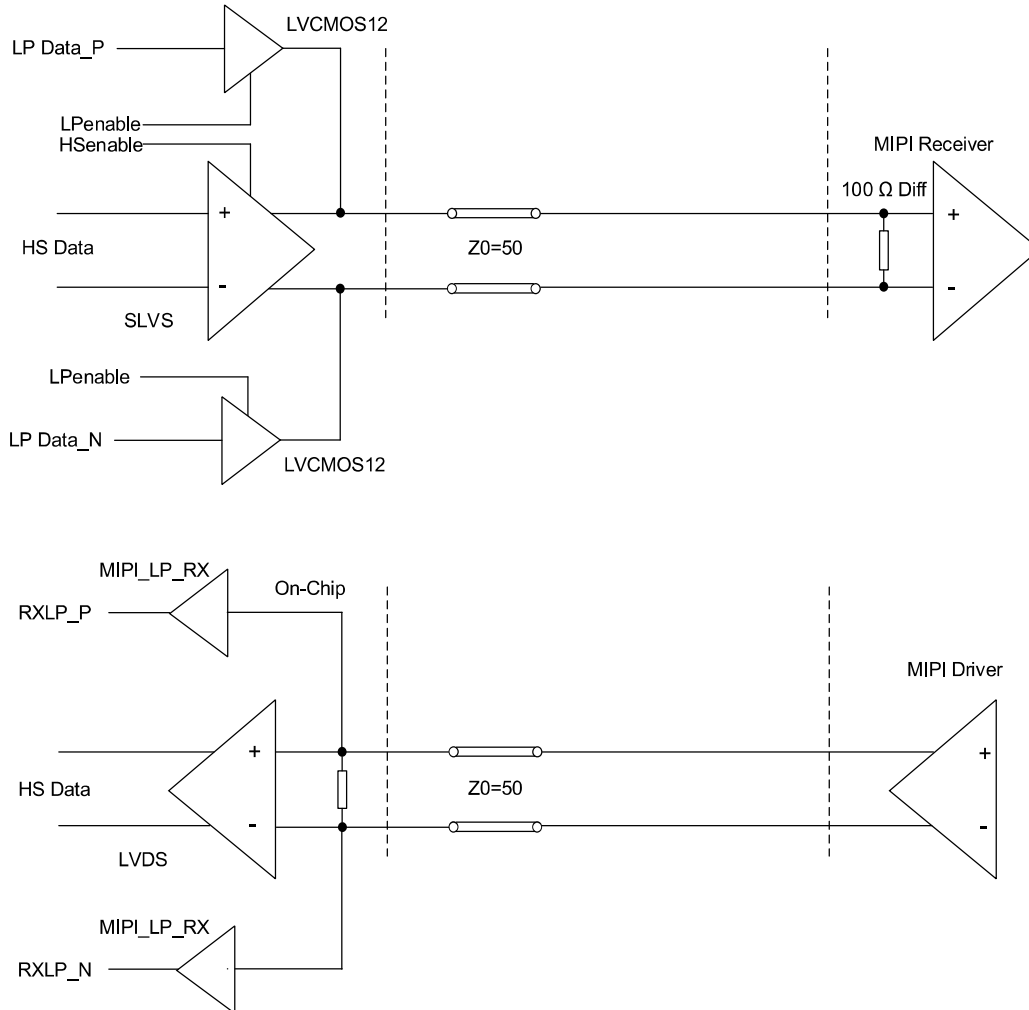 LVCMOS12
LP Data_P
LPenable
HSenable
MIPI Receiver
100 Ω Diff
+
+
HS Data
Z0=50
-
-
SLVS
LPenable
LP Data_N
LVCMOS12
MIPI_LP_RX
On-Chip
RXLP_P
MIPI Driver
+
+
HS Data
Z0=50
-
-
LVDS
MIPI_LP_RX
RXLP_N